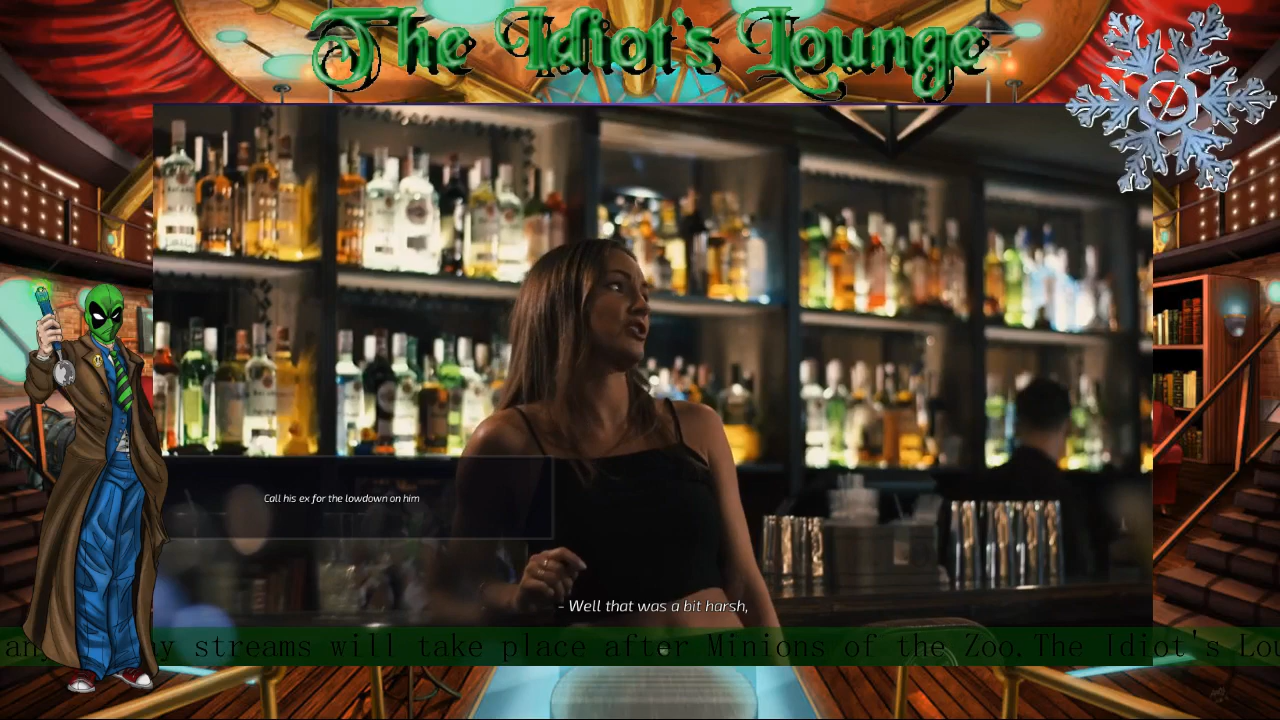 The Idiot's Lounge
Call his ex for the lowdown on him
- Well that was a bit harsh,
streams will take place after Minions of the Zoo. The Idiot's